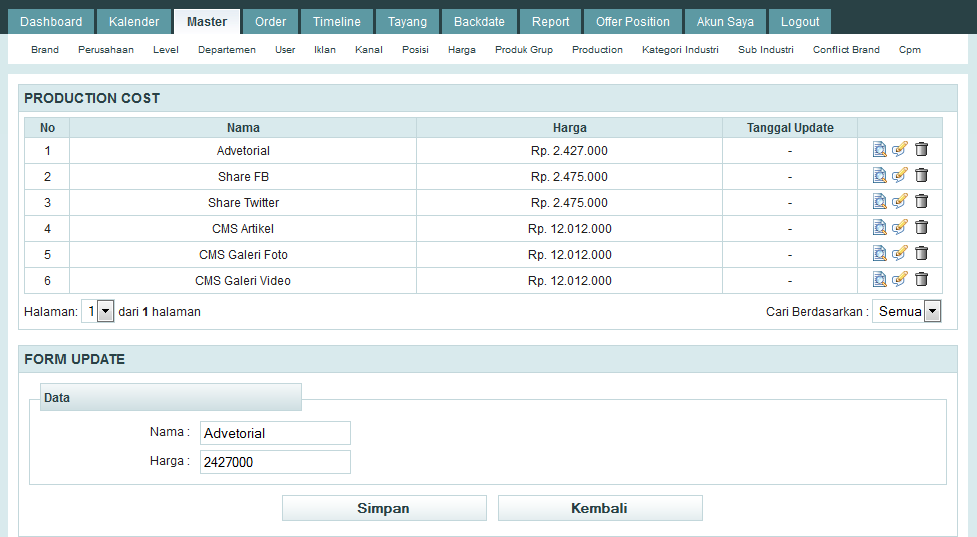 Dashboard Kalender Master Order Timeline Tayang Backdate Report Offer Position Akun Saya Logout
Brand Perusahaan Level Departemen User Iklan Kanal Posisi Harga Produk Grup Production Kategori Industri Sub Industri Conflict Brand Cpm
PRODUCTION COST
No Nama Harga Tanggal Update
1 Advetorial Rp. 2.427.000 -
2 Share FB Rp. 2.475.000 -
3 Share Twitter Rp. 2.475.000 -
4 CMS Artikel Rp. 12.012.000 -
5 CMS Galeri Foto Rp. 12.012.000 -
6 CMS Galeri Video Rp. 12.012.000 -
Halaman: 1 dari 1 halaman Cari Berdasarkan : Semua
FORM UPDATE
Data
Nama : Advetorial
Harga : 2427000
Simpan Kembali